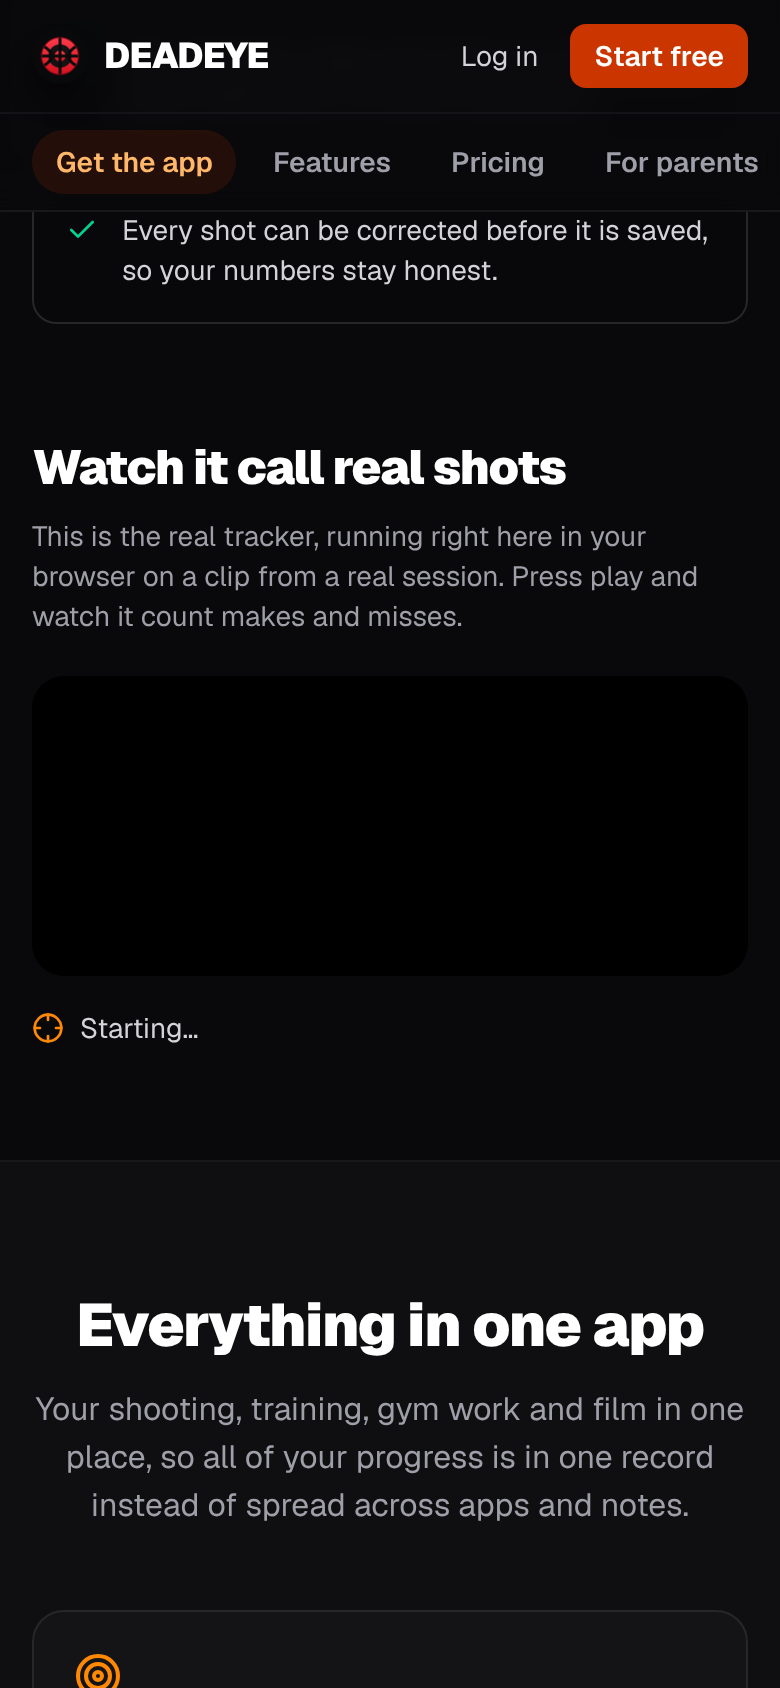 DEADEYE
Log in
Start free
Get the app
Features
Pricing
For parents
Every shot can be corrected before it is saved,
so your numbers stay honest.
Watch it call real shots
This is the real tracker, running right here in your
browser on a clip from a real session. Press play and
watch it count makes and misses.
Starting...
Everything in one app
Your shooting, training, gym work and film in one
place, so all of your progress is in one record
instead of spread across apps and notes.